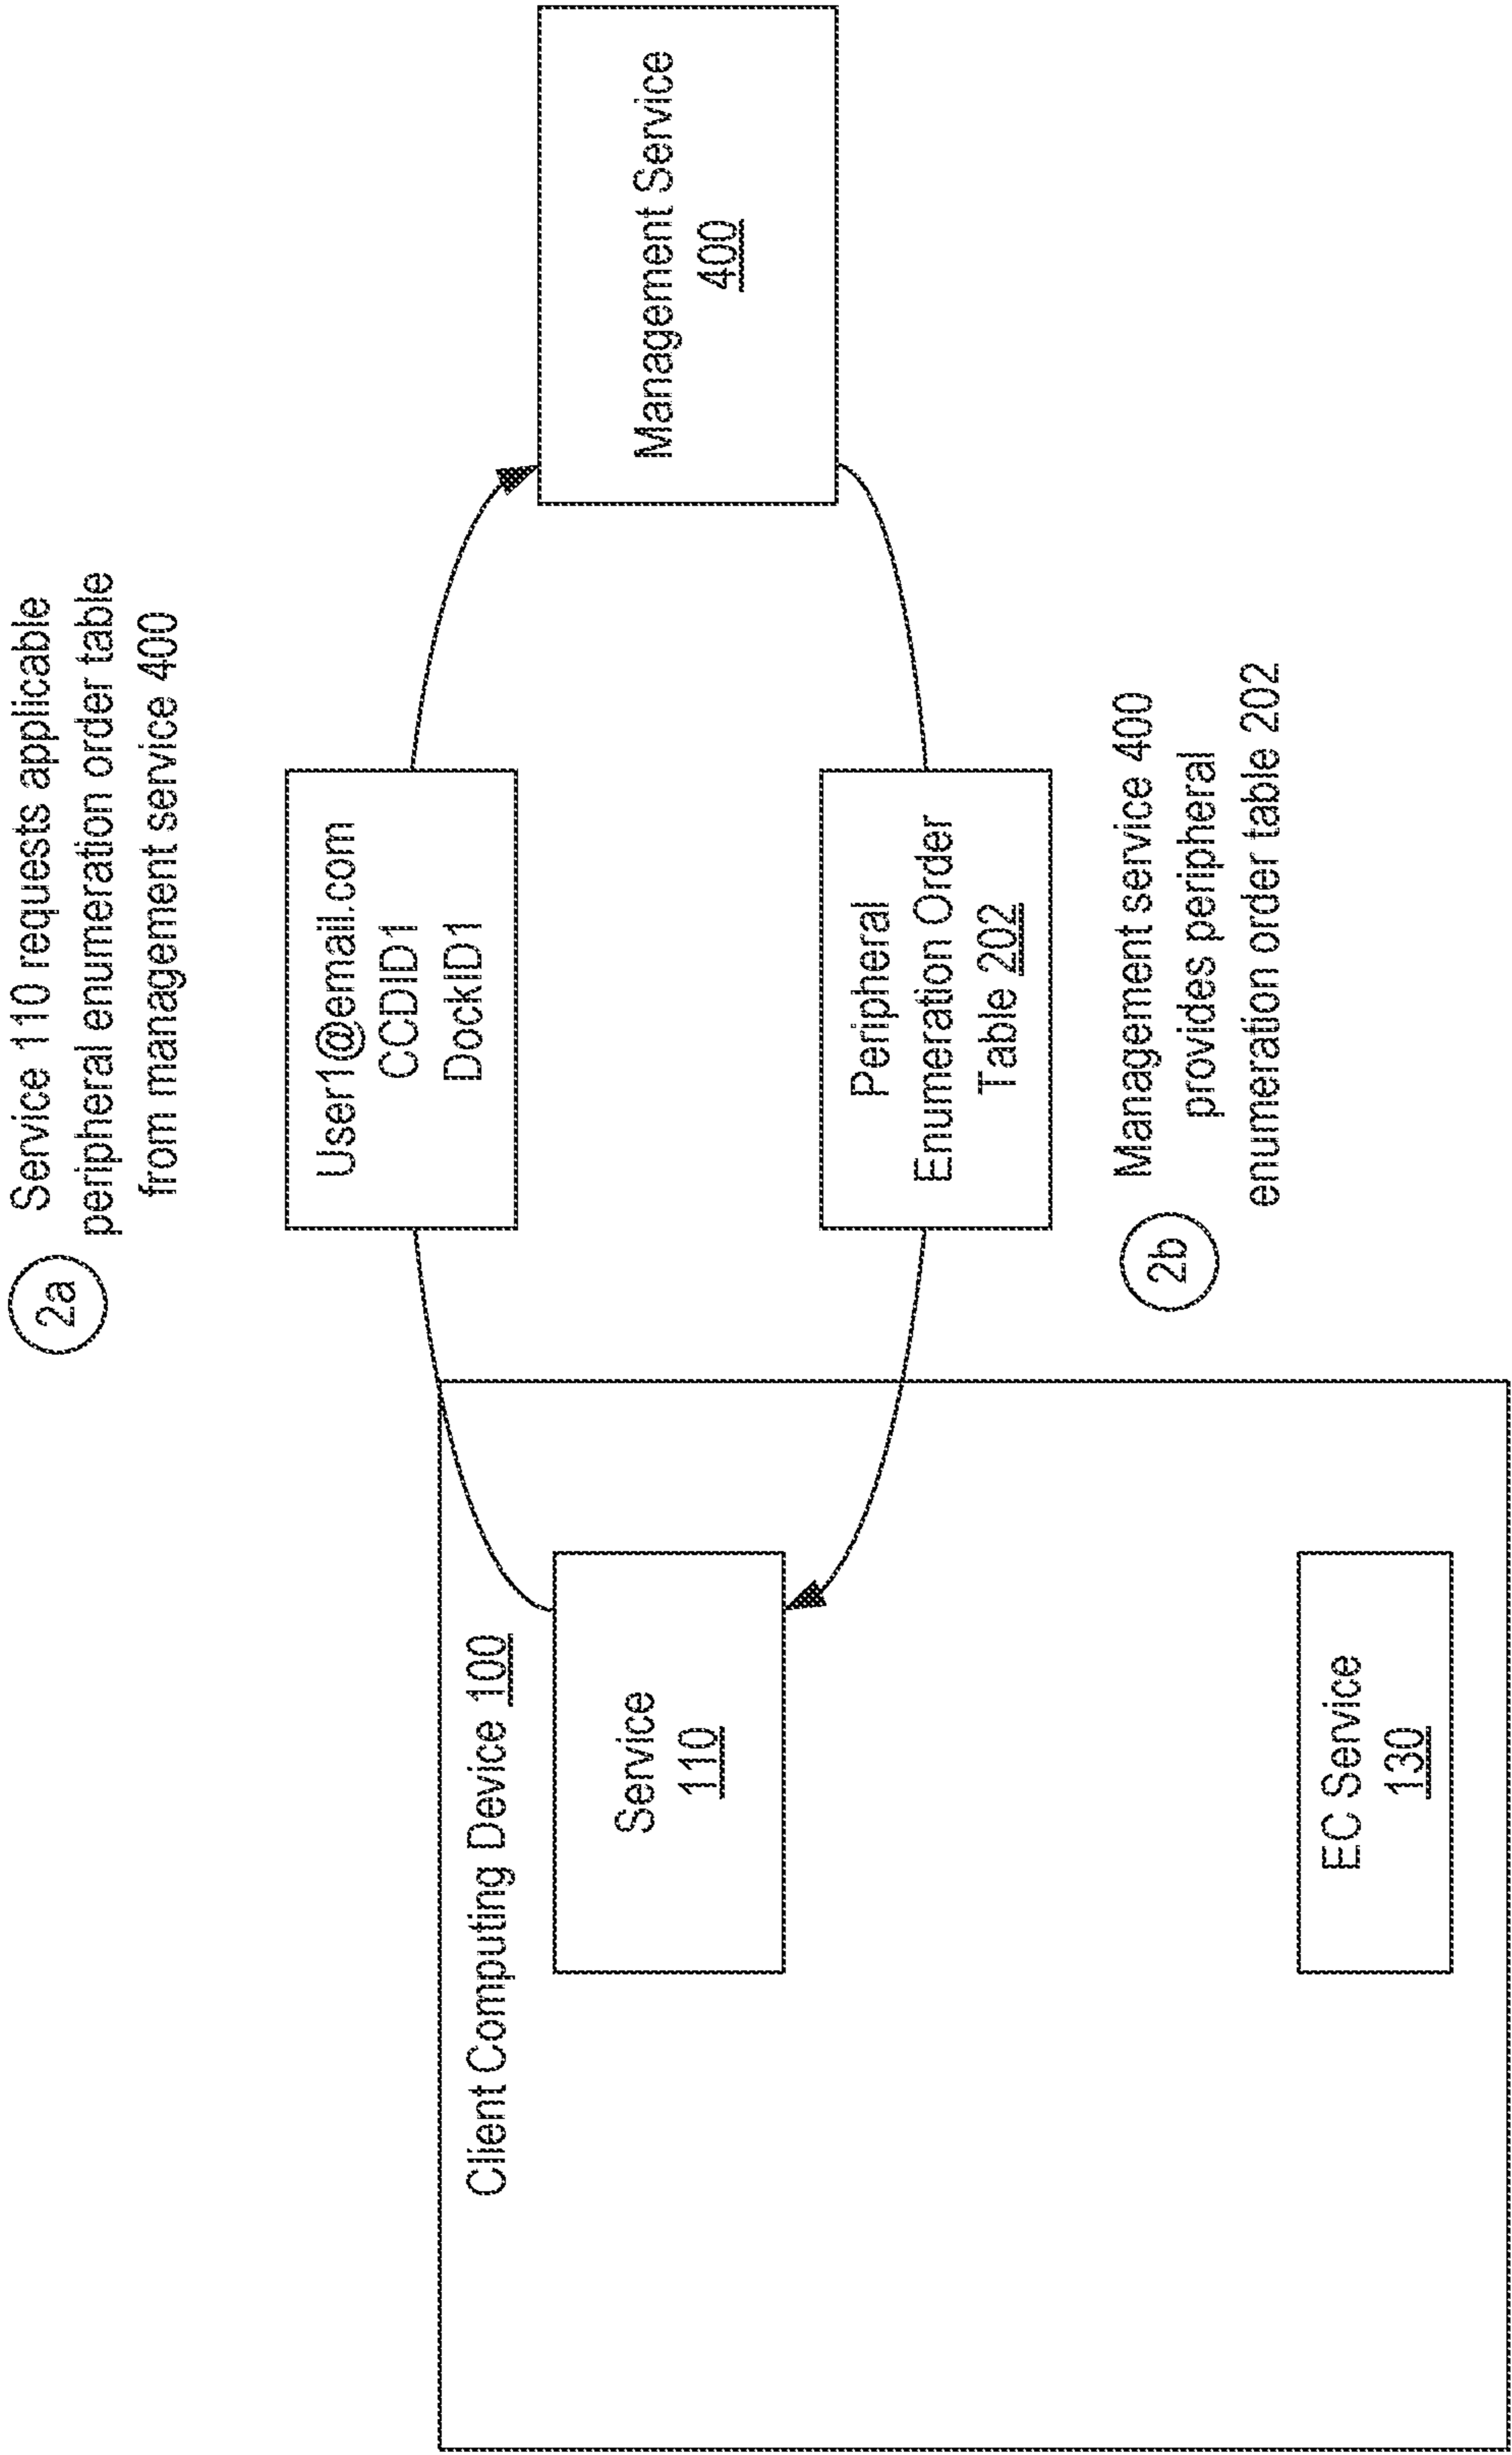 2a
Service 110 requests applicable
peripheral enumeration order table
from management service 400
User1@email.com
CCDID1
DockID1
Client Computing Device 100
Service
110
Management Service
400
Peripheral
Enumeration Order
Table 202
2b
Management service 400
provides peripheral
enumeration order table 202
EC Service
130